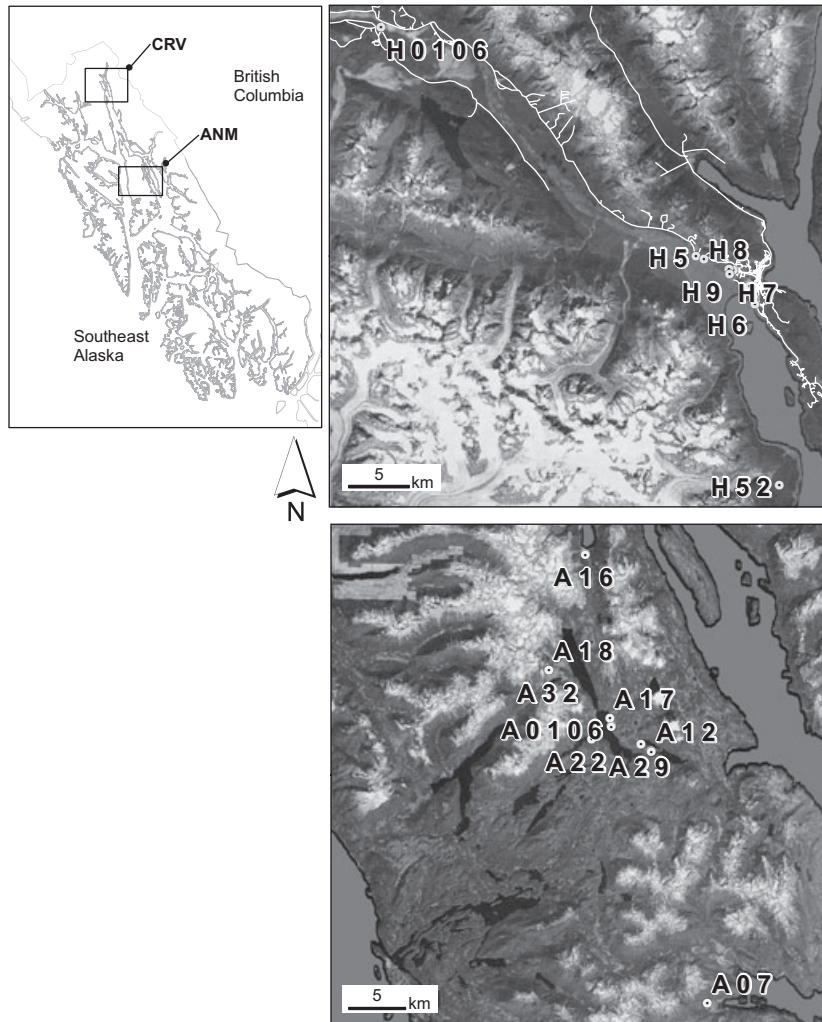 CRV
British
Columbia
ANM
Southeast
Alaska
N
H0106
H5
H8
H9
H7
H6
H52
5
km
A16
A18
A32
A17
A0106
A12
A22
A29
A07
5
km